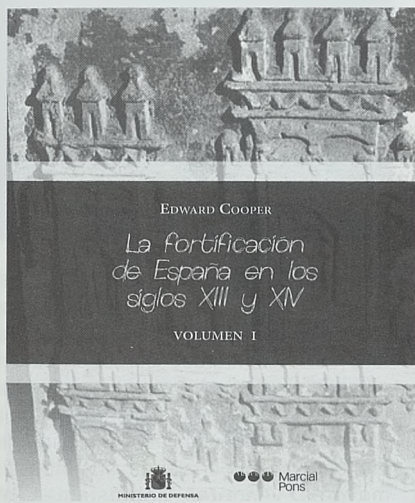 EDWARD COOPER
La fortificación
de España en los
siglos XIII y XIV
VOLUMEN I
MINISTERIO DE DEFENSA
Marcial
Pons